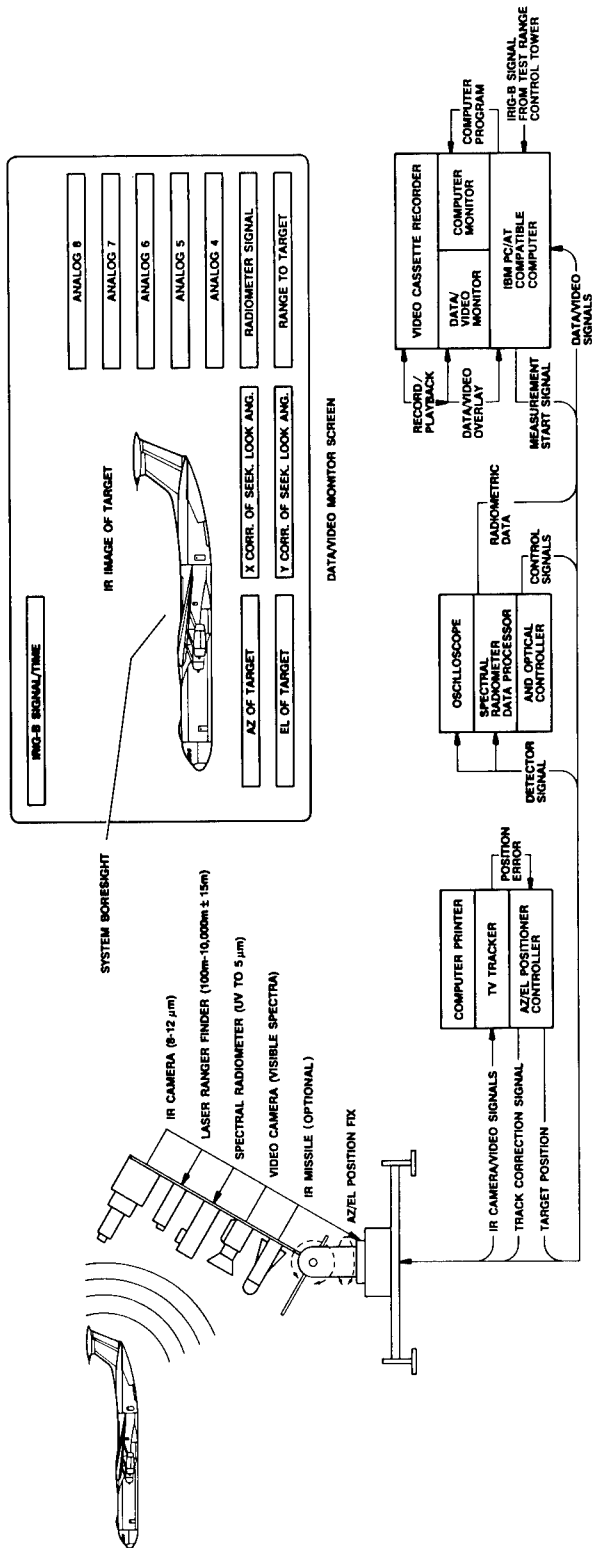 IRIG-B SIGNAL/TIME
ANALOG 8
ANALOG 7
ANALOG 6
ANALOG 5
ANALOG 4
RADIOMETER SIGNAL
RANGE TO TARGET
IR IMAGE OF TARGET
AZ OF TARGET
X CORR. OF SEEK. LOOK ANG.
EL OF TARGET
Y CORR. OF SEEK. LOOK ANG.
DATA/VIDEO MONITOR SCREEN
SYSTEM BORESIGHT
IR CAMERA (8-12 µm)
LASER RANGER FINDER (100m-10,000m ± 15m)
SPECTRAL RADIOMETER (UV TO 5 µm)
VIDEO CAMERA (VISIBLE SPECTRA)
IR MISSILE (OPTIONAL)
AZ/EL POSITION FIX
IR CAMERA/VIDEO SIGNALS
TRACK CORRECTION SIGNAL
TARGET POSITION
COMPUTER PRINTER
TV TRACKER
AZ/EL POSITIONER
CONTROLLER
POSITION
ERROR
DETECTOR
SIGNAL
OSCILLOSCOPE
SPECTRAL
RADIOMETER
DATA PROCESSOR
AND OPTICAL
CONTROLLER
RADIOMETRIC
DATA
CONTROL
SIGNALS
RECORD/
PLAYBACK
DATA/VIDEO
OVERLAY
MEASUREMENT
START SIGNAL
VIDEO CASSETTE RECORDER
DATA/
VIDEO
MONITOR
COMPUTER
MONITOR
IBM PC/AT
COMPATIBLE
COMPUTER
COMPUTER
PROGRAM
IRIG-B SIGNAL
FROM TEST RANGE
CONTROL TOWER
DATA/VIDEO
SIGNALS